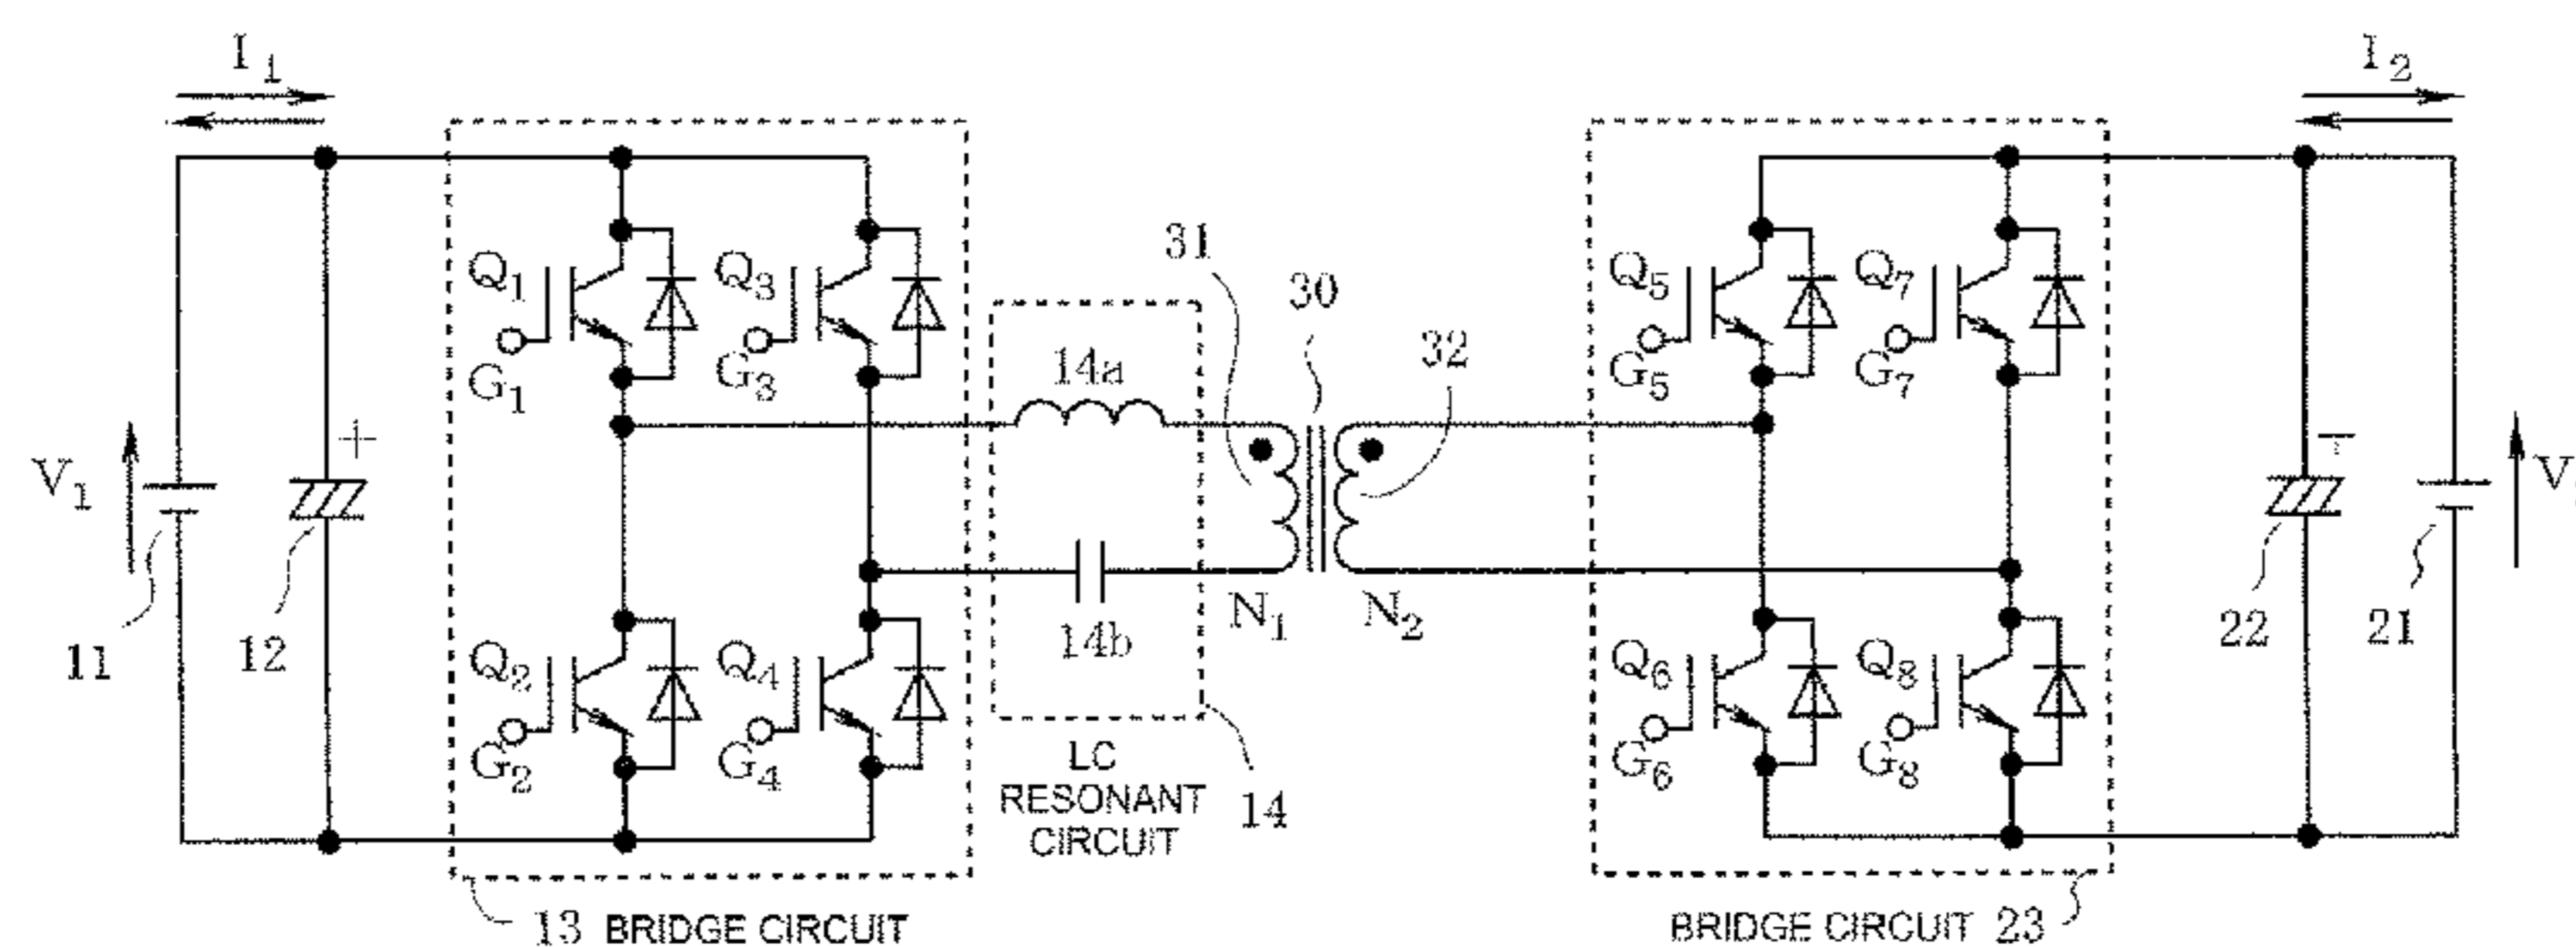 I1
I2
31
30
32
Q1
Q3
Q5
Q7
G1
G3
G5
G7
14a
+
+
V1
V
11
12
N1
N2
22
21
14b
Q2
Q4
Q6
Q8
G2
G4
G6
G8
LC
RESONANT
CIRCUIT
14
13 BRIDGE CIRCUIT
BRIDGE CIRCUIT 23